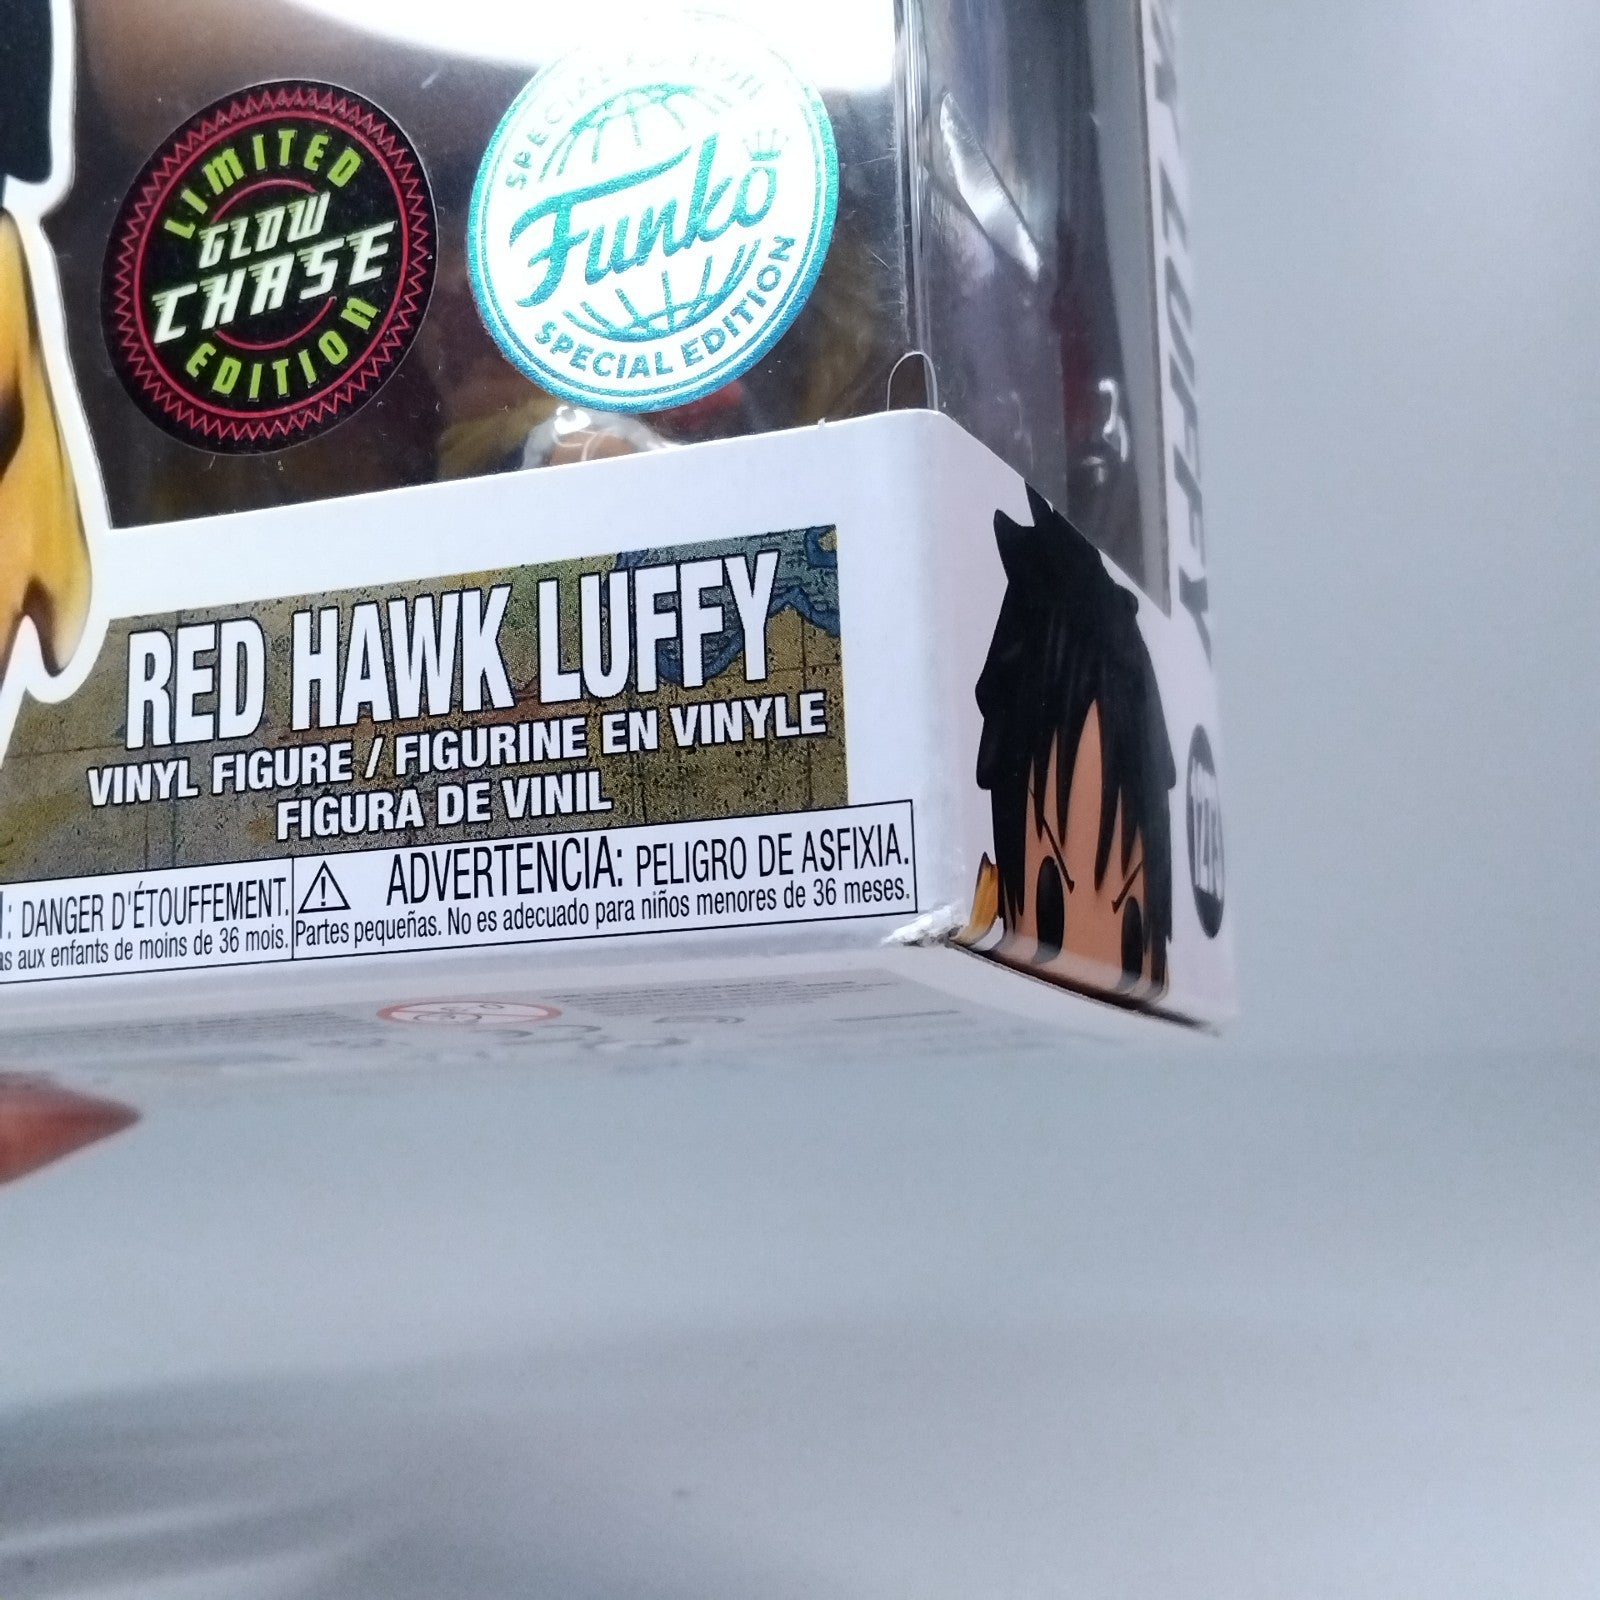 LIMITED
GLOW
CHASE
EDITION
SPECIAL EDITION
Funko
SPECIAL EDITION
RED HAWK LUFFY
VINYL FIGURE / FIGURINE EN VINYLE
FIGURA DE VINIL
: DANGER D'ÉTOUFFEMENT.
aux enfants de moins de 36 mois.
ADVERTENCIA: PELIGRO DE ASFIXIA.
Partes pequeñas. No es adecuado para niños menores de 36 meses.
LUFFY